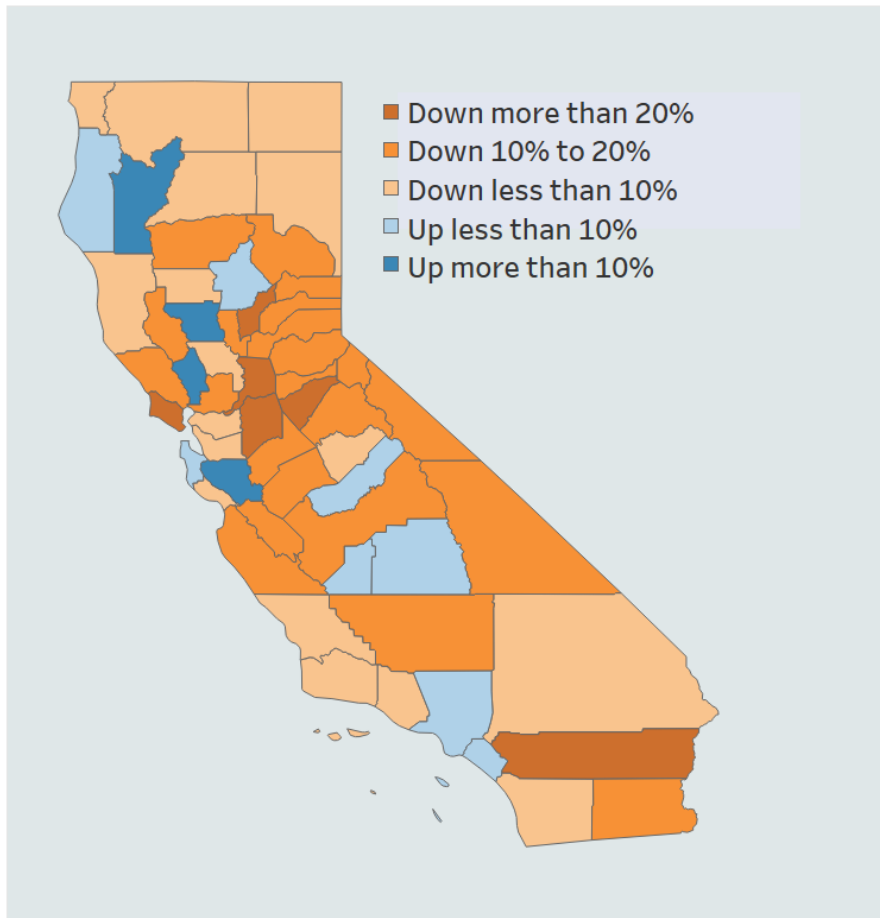 Down more than 20%
Down 10% to 20%
Down less than 10%
Up less than 10%
Up more than 10%